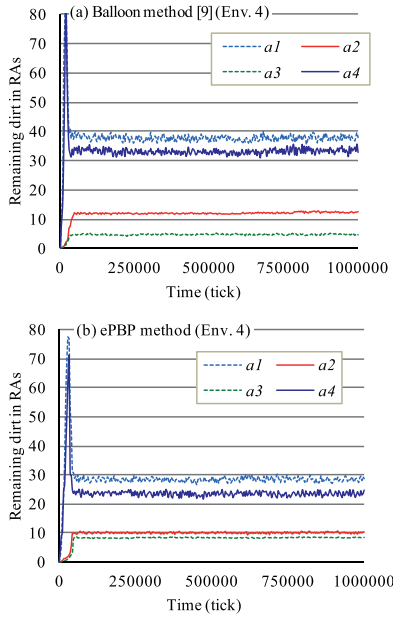 (a) Balloon method [9] (Env. 4)
80
70
60
50
40
30
20
10
0
Remaining dirt in RAs
a1 a2
a3 a4
0 250000 500000 750000 1000000
Time (tick)
(b) ePBP method (Env. 4)
80
70
60
50
40
30
20
10
0
Remaining dirt in RAs
a1 a2
a3 a4
0 250000 500000 750000 1000000
Time (tick)